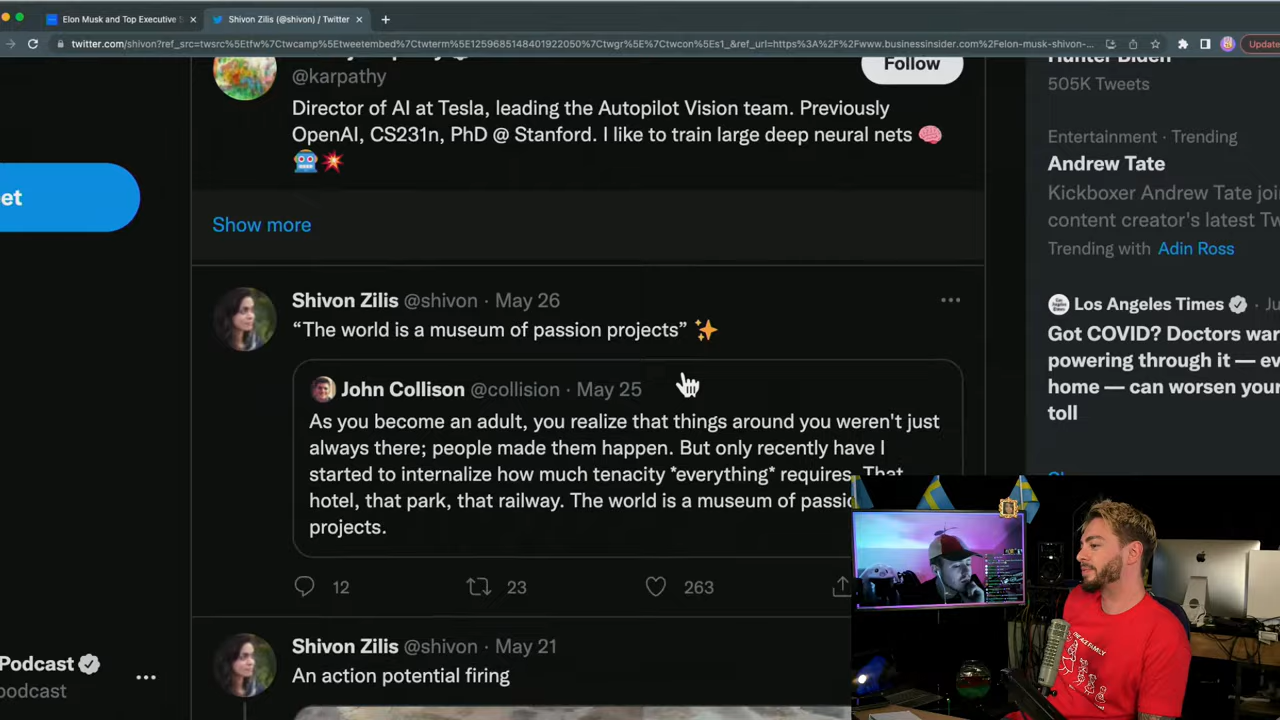 Elon Musk and Top Executive S
Shivon Zilis (@shivon) / Twitter
twitter.com/shivon?ref_src=twsrc%5Etfw%7Ctwcamp%5Etweetembed%7Ctwterm%5E1259685148401922050%7Ctwgr%5E%7Ctwcon%5Es1_&ref_url=https%3A%2F%2Fwww.businessinsider.com%2Felon-musk-shivon-...
Update
@karpathy
Follow
Director of AI at Tesla, leading the Autopilot Vision team. Previously
OpenAI, CS231n, PhD @ Stanford. I like to train large deep neural nets 🧠
🤖💥
Show more
et
Shivon Zilis @shivon · May 26
“The world is a museum of passion projects” ✨
John Collison @collision · May 25
As you become an adult, you realize that things around you weren't just
always there; people made them happen. But only recently have I
started to internalize how much tenacity *everything* requires. That
hotel, that park, that railway. The world is a museum of passio
projects.
12
23
263
Shivon Zilis @shivon · May 21
An action potential firing
Podcast
podcast
Hunter Biden
505K Tweets
Entertainment · Trending
Andrew Tate
Kickboxer Andrew Tate joi
content creator's latest Tw
Trending with Adin Ross
Los Angeles Times
Got COVID? Doctors war
powering through it — ev
home — can worsen your
toll